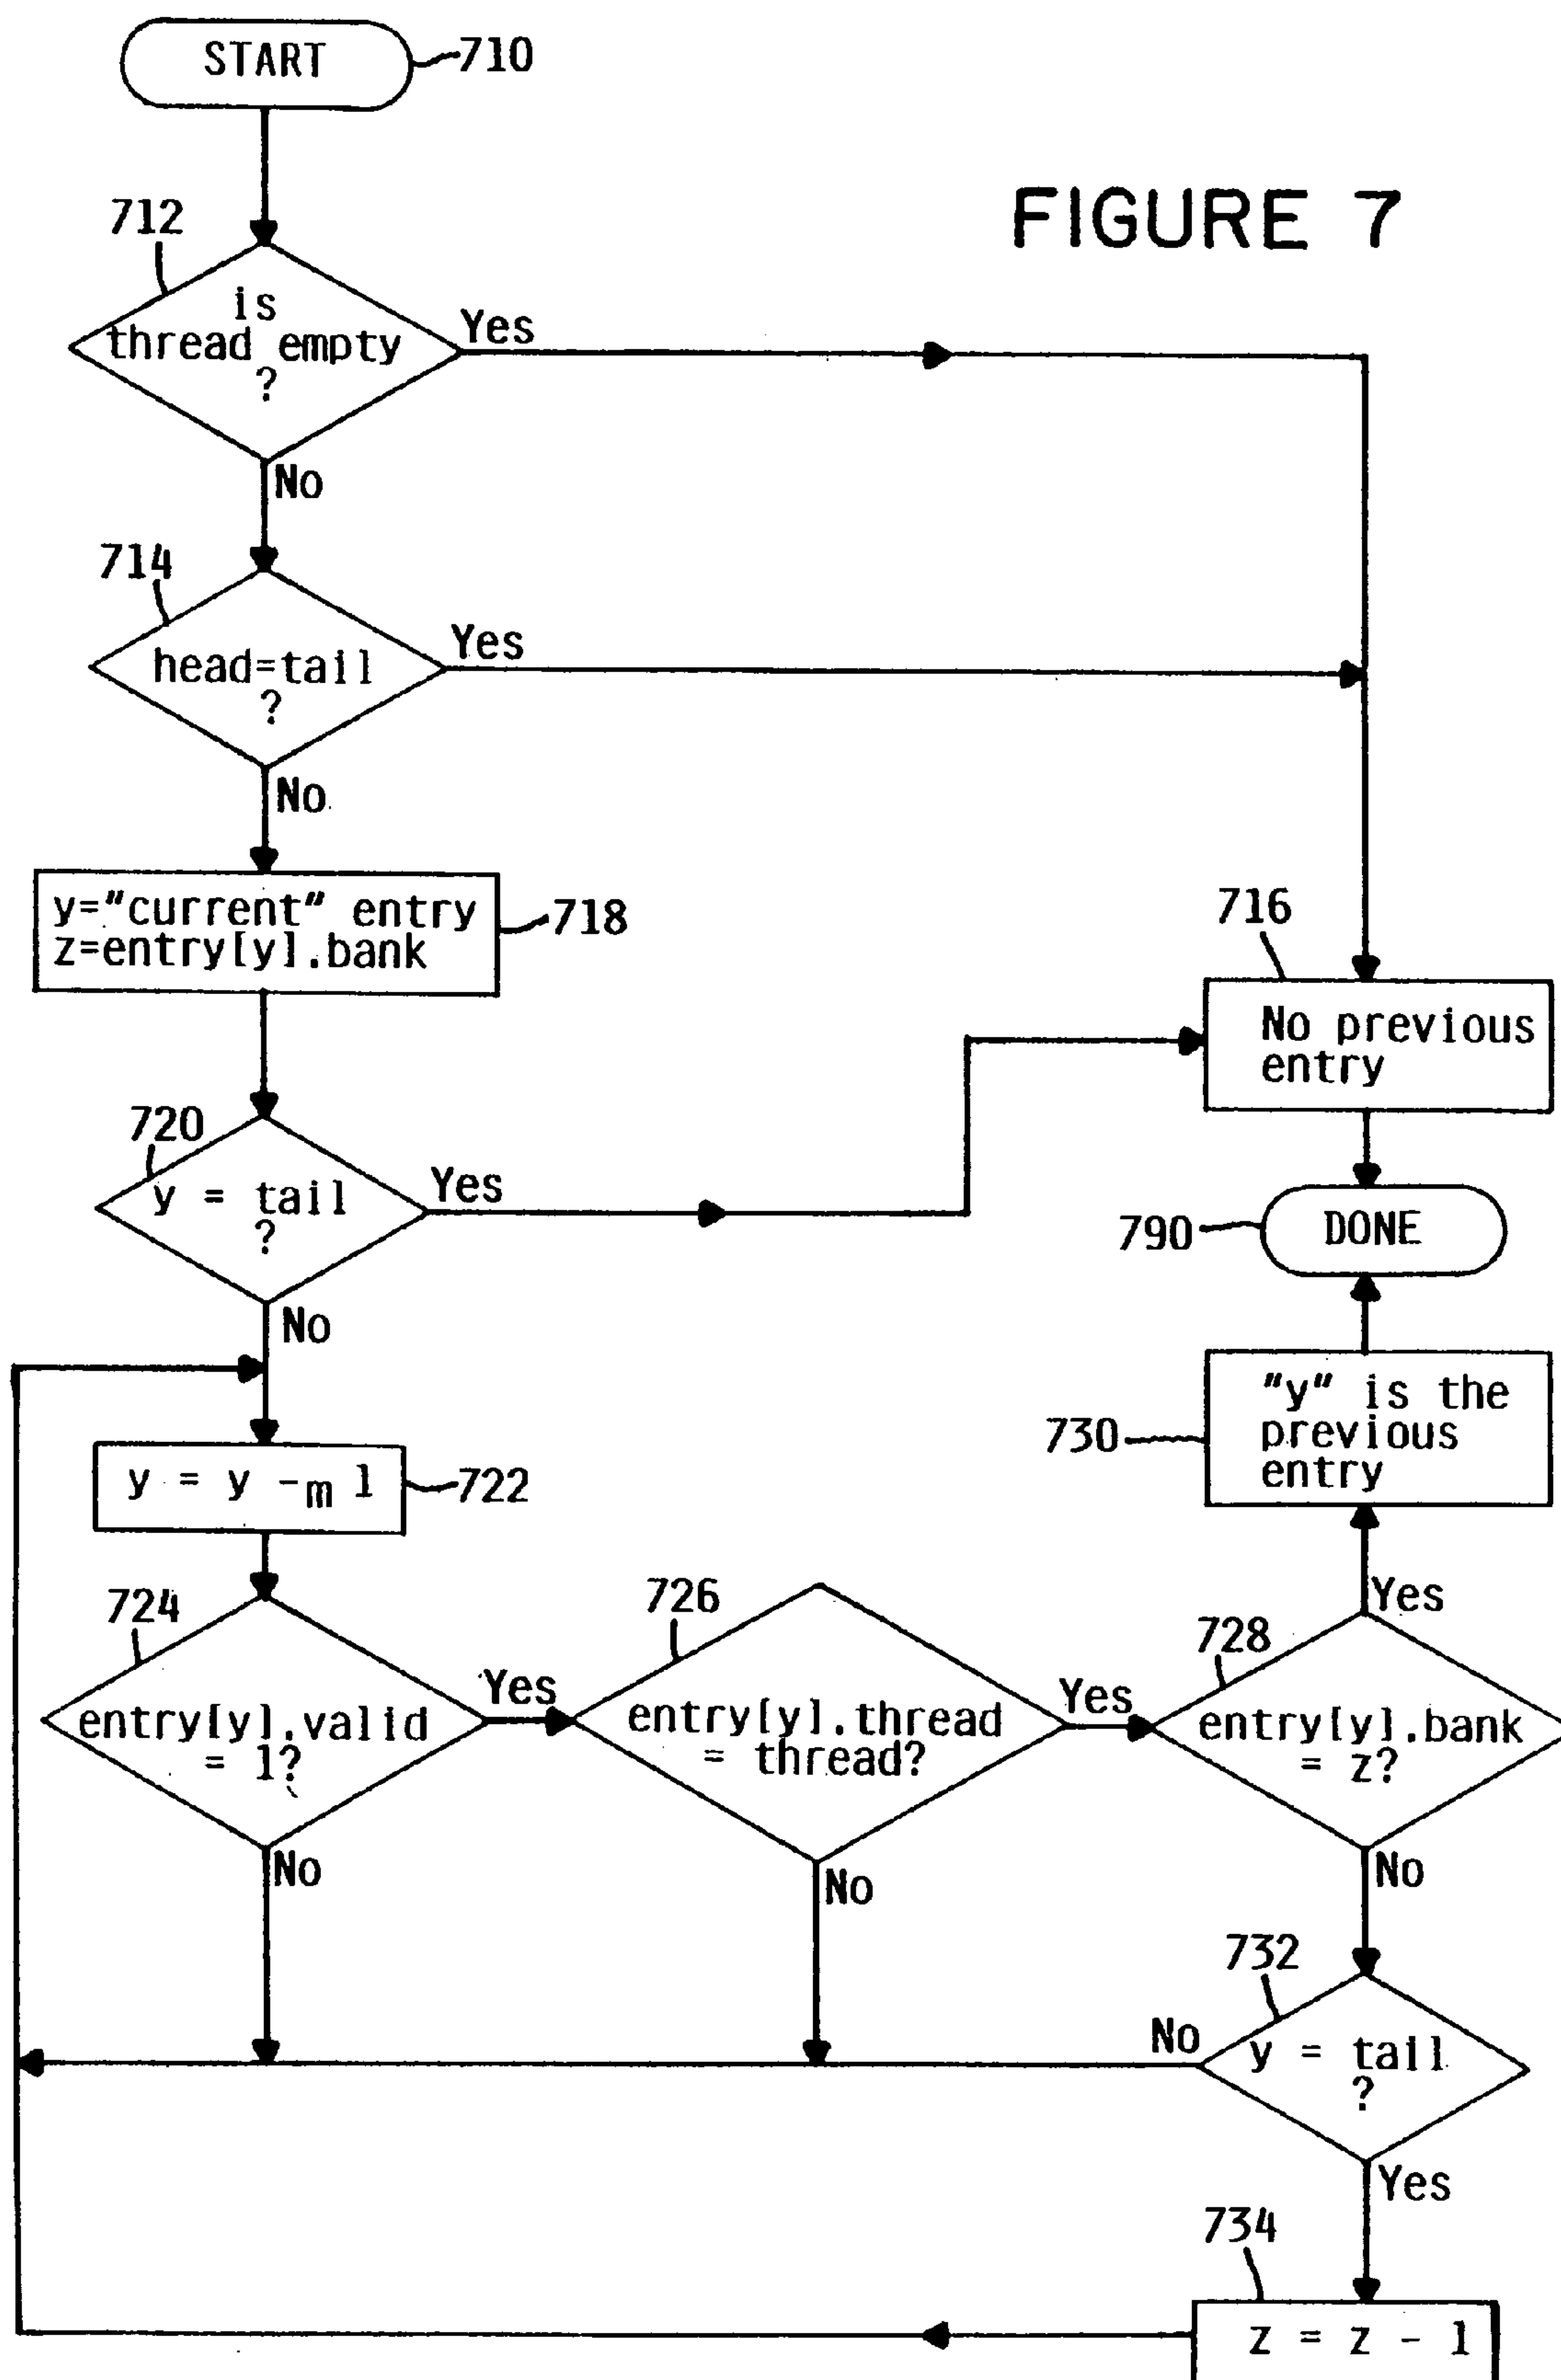 START
710
FIGURE 7
712
is
thread empty
?
Yes
No
714
head=tail
?
Yes
No
y="current" entry
z=entry[y].bank
718
716
No previous
entry
720
y = tail
?
Yes
No
790
DONE
730
"y" is the
previous
entry
y = y -m 1
722
724
entry[y].valid
= 1?
Yes
No
726
entry[y].thread
= thread?
Yes
No
728
entry[y].bank
= z?
Yes
No
732
y = tail
?
No
Yes
734
z = z - 1